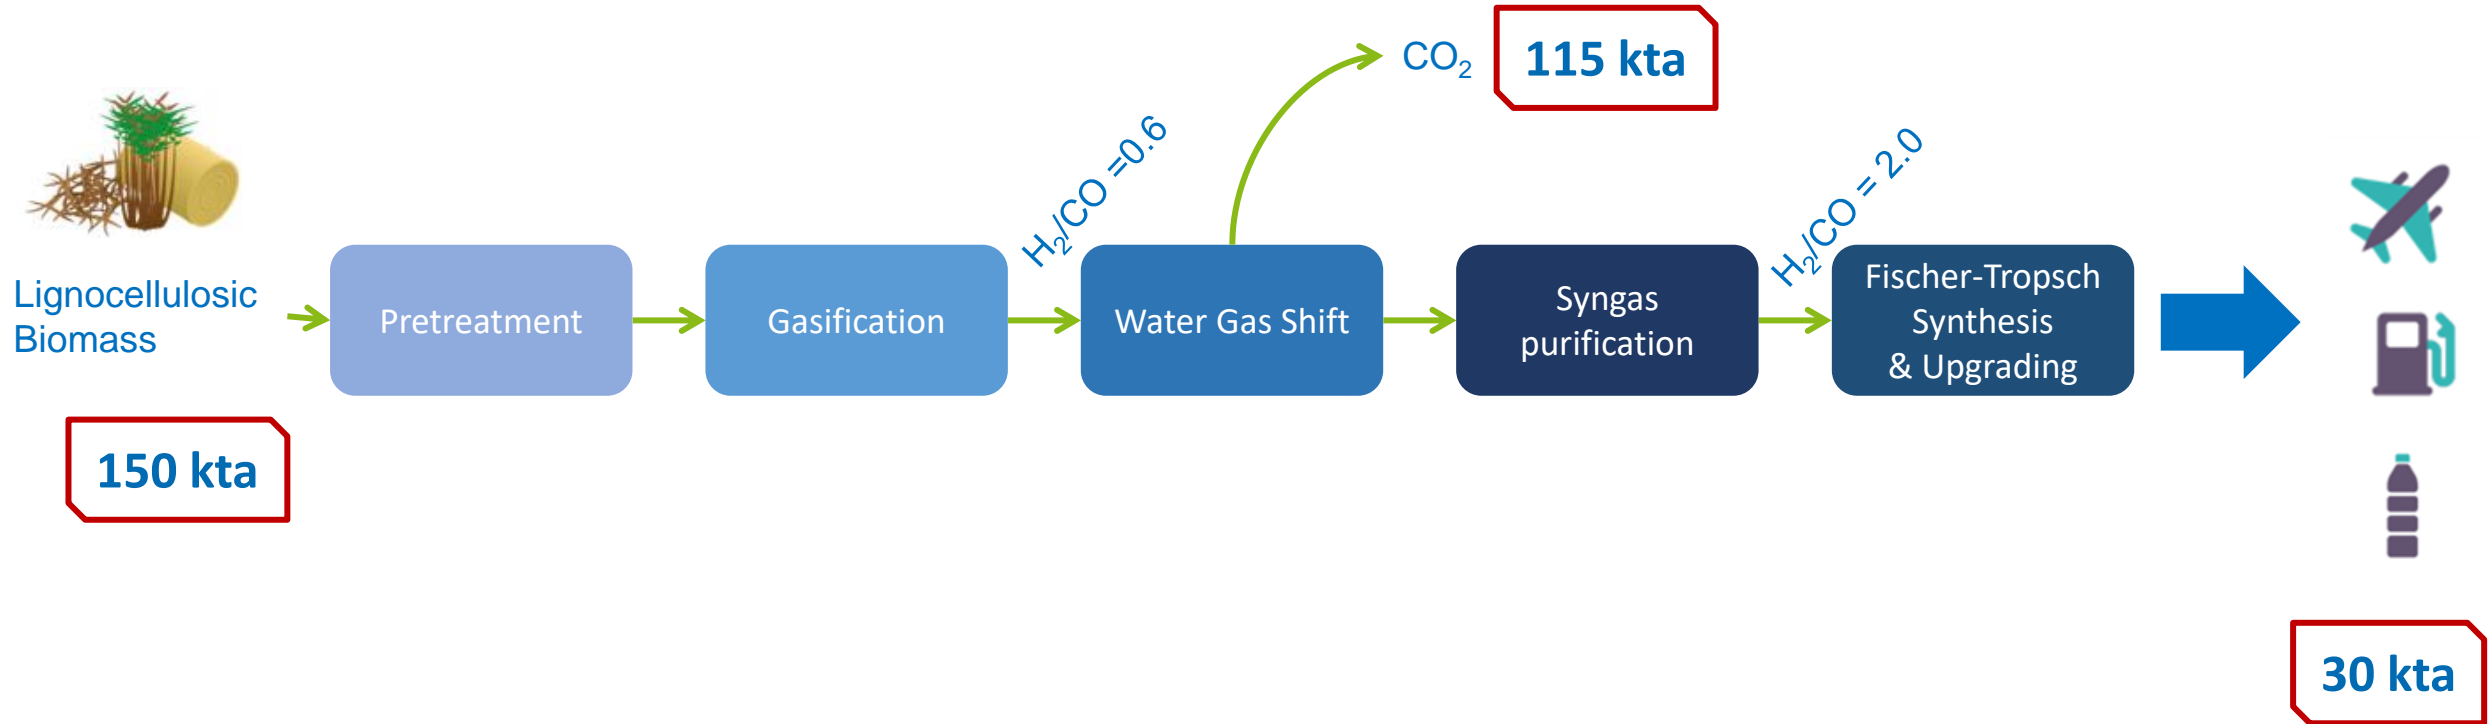 CO₂
115 kta
H₂/CO =0.6
H₂/CO = 2.0
Lignocellulosic
Biomass
Pretreatment
Gasification
Water Gas Shift
Syngas
purification
Fischer-Tropsch
Synthesis
& Upgrading
150 kta
30 kta